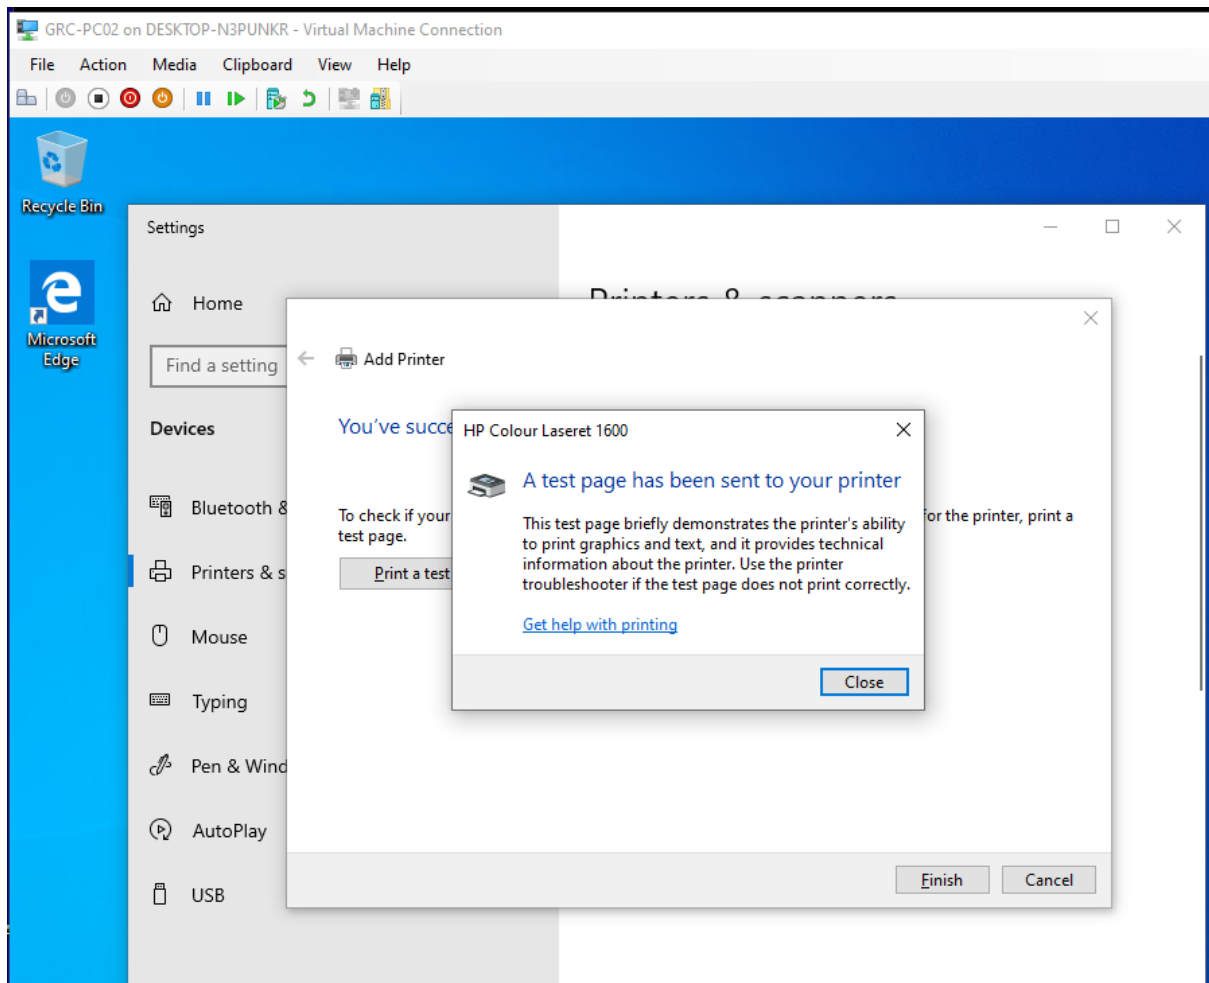 GRC-PC02 on DESKTOP-N3PUNKR - Virtual Machine Connection
File Action Media Clipboard View Help
Recycle Bin
Microsoft
Edge
Settings
Printers & scanners
Home
Find a setting
Devices
Bluetooth &
Printers & s
Mouse
Typing
Pen & Wind
AutoPlay
USB
Add Printer
You've succe
To check if your
for the printer, print a
test page.
Print a test
HP Colour Laseret 1600
A test page has been sent to your printer
This test page briefly demonstrates the printer's ability
to print graphics and text, and it provides technical
information about the printer. Use the printer
troubleshooter if the test page does not print correctly.
Get help with printing
Close
Finish Cancel